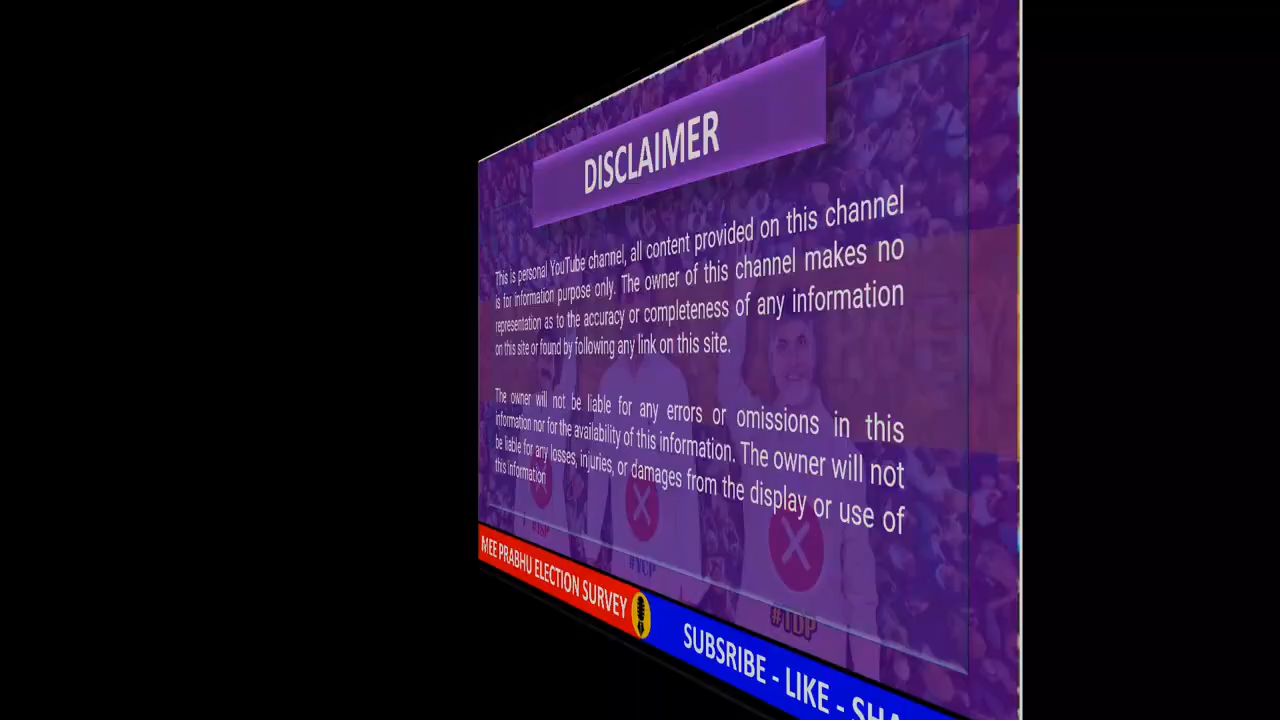 DISCLAIMER
This is personal YouTube channel, all content provided on this channel
is for information purpose only. The owner of this channel makes no
representation as to the accuracy or completeness of any information
on this site or found by following any link on this site.
The owner will not be liable for any errors or omissions in this
information nor for the availability of this information. The owner will not
be liable for any losses, injuries, or damages from the display or use of
this information
#JSP
#YCP
#TDP
MEE PRABHU ELECTION SURVEY
SUBSRIBE - LIKE - SHA